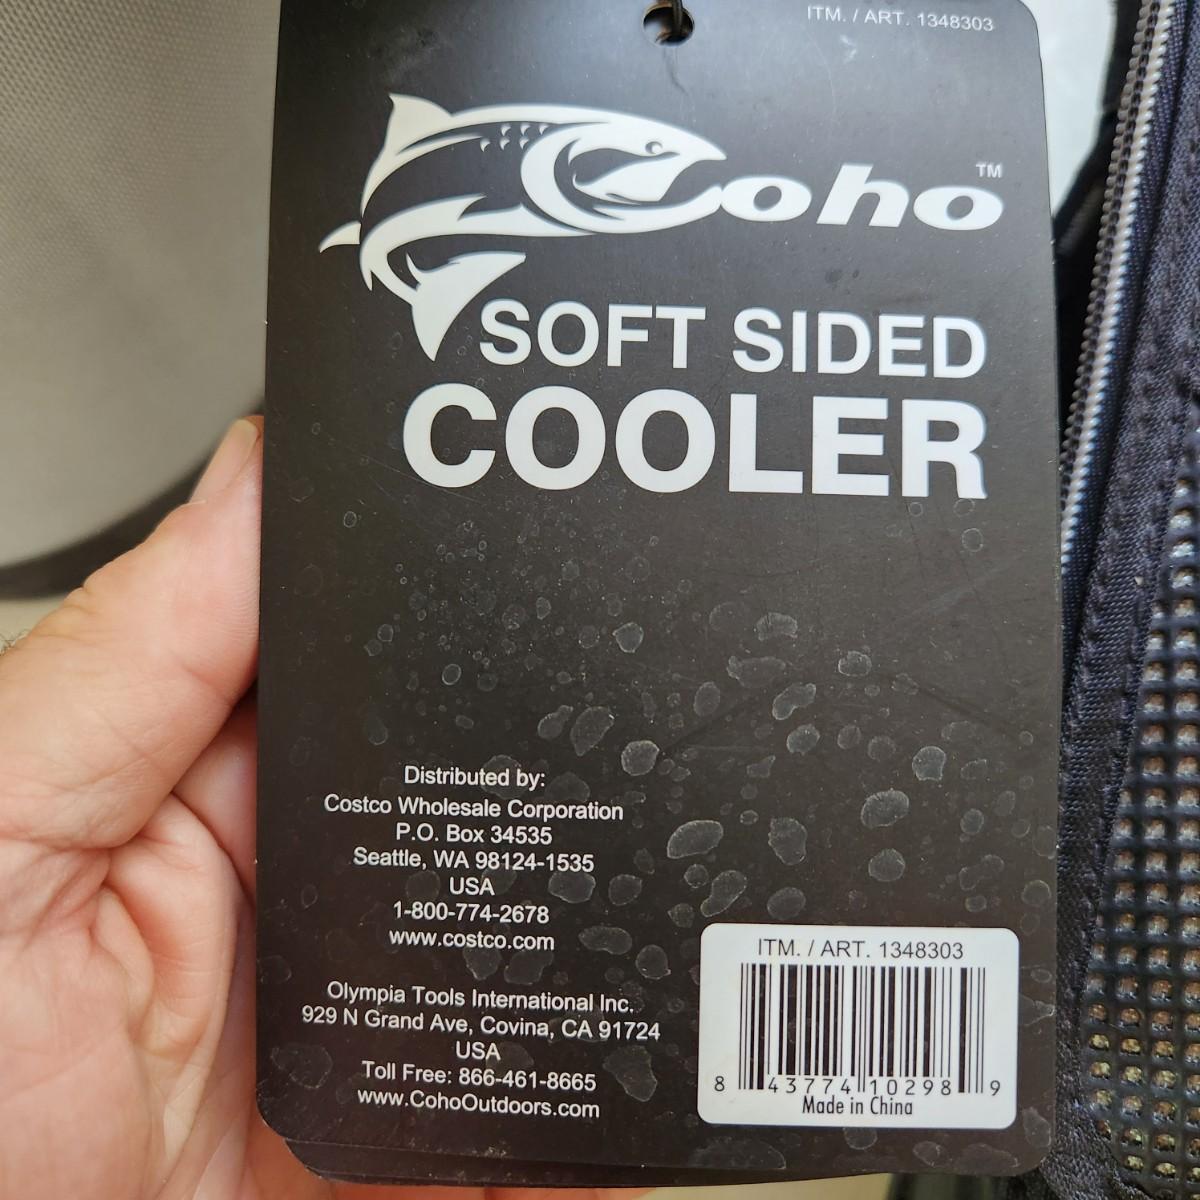 ITM. / ART. 1348303
Coho™
SOFT SIDED
COOLER
Distributed by:
Costco Wholesale Corporation
P.O. Box 34535
Seattle, WA 98124-1535
USA
1-800-774-2678
www.costco.com
Olympia Tools International Inc.
929 N Grand Ave, Covina, CA 91724
USA
Toll Free: 866-461-8665
www.CohoOutdoors.com
ITM. / ART. 1348303
8 43774 10298 9
Made in China